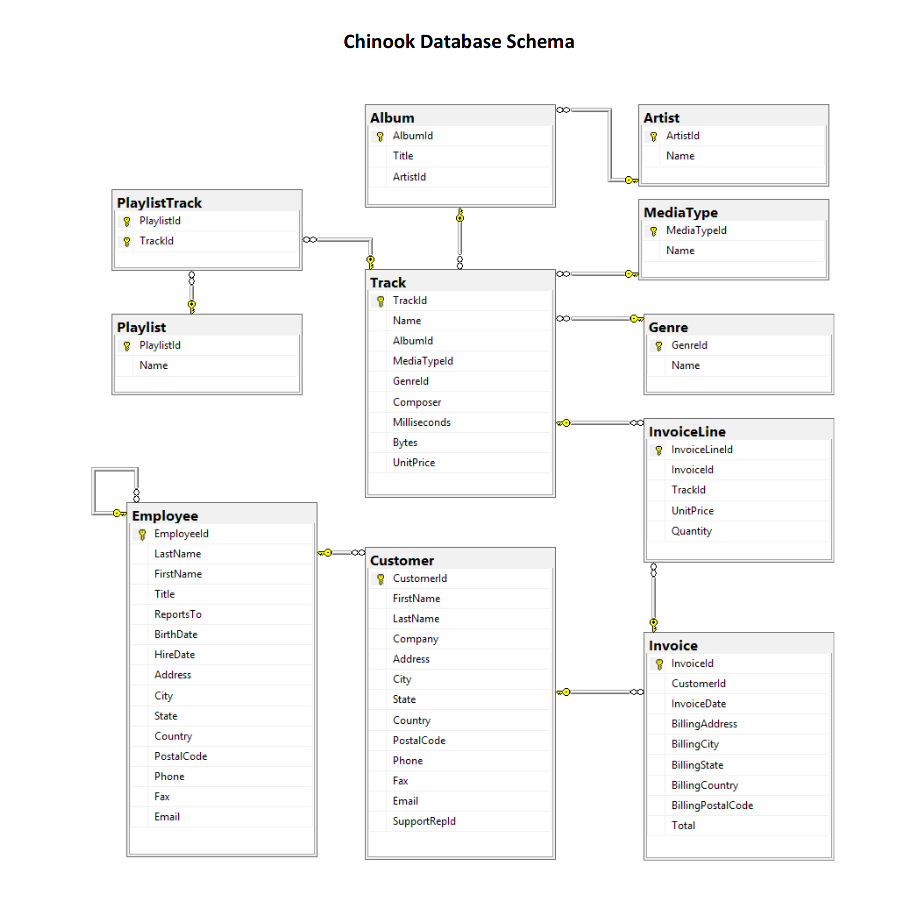 Chinook Database Schema
Album
AlbumId
Title
ArtistId
Artist
ArtistId
Name
PlaylistTrack
PlaylistId
TrackId
MediaType
MediaTypeId
Name
Track
TrackId
Name
AlbumId
MediaTypeId
GenreId
Composer
Milliseconds
Bytes
UnitPrice
Playlist
PlaylistId
Name
Genre
GenreId
Name
InvoiceLine
InvoiceLineId
InvoiceId
TrackId
UnitPrice
Quantity
Employee
EmployeeId
LastName
FirstName
Title
ReportsTo
BirthDate
HireDate
Address
City
State
Country
PostalCode
Phone
Fax
Email
Customer
CustomerId
FirstName
LastName
Company
Address
City
State
Country
PostalCode
Phone
Fax
Email
SupportRepId
Invoice
InvoiceId
CustomerId
InvoiceDate
BillingAddress
BillingCity
BillingState
BillingCountry
BillingPostalCode
Total